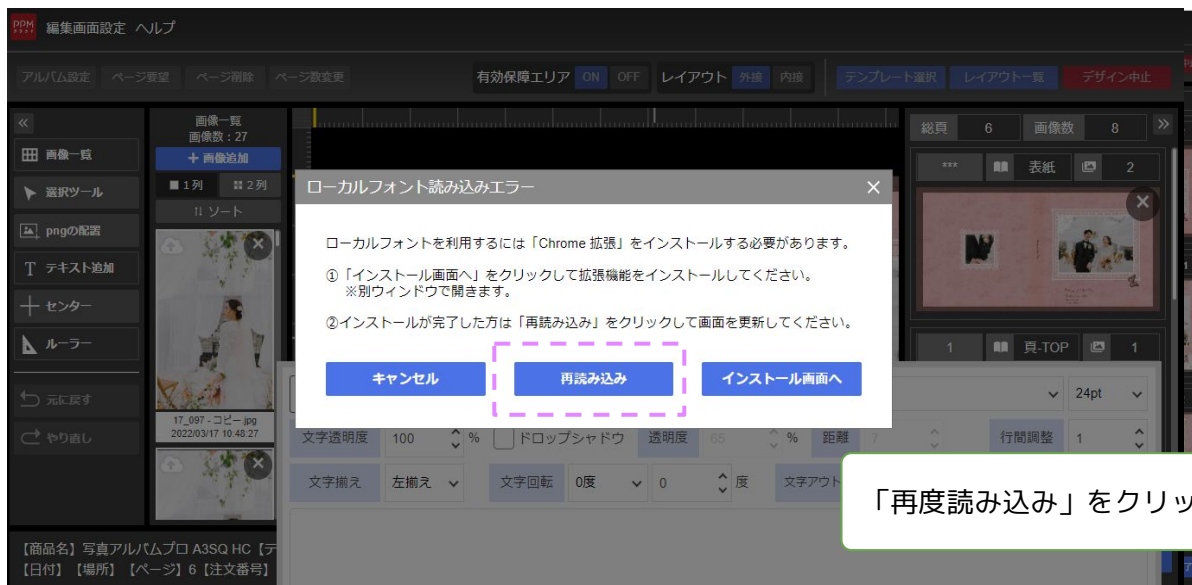 PPM
編集画面設定 ヘルプ
アルバム設定 ページ要望 ページ削除 ページ数変更
有効保障エリア ON OFF レイアウト 外接 内接 テンプレート選択 レイアウト一覧 デザイン中止
画像一覧
画像数：27
総頁 6 画像数 8
画像一覧
+ 画像追加
*** 表紙 2
選択ツール
1列 2列
ソート
pngの配置
テキスト追加
センター
ルーラー
元に戻す
やり直し
ローカルフォント読み込みエラー
ローカルフォントを利用するには「Chrome 拡張」をインストールする必要があります。
①「インストール画面へ」をクリックして拡張機能をインストールしてください。
※別ウィンドウで開きます。
②インストールが完了した方は「再読み込み」をクリックして画面を更新してください。
キャンセル 再読み込み インストール画面へ
1 頁-TOP 1
24pt
17_097 - コピー.jpg
2022/03/17 10:48:27
文字透明度 100 % ドロップシャドウ 透明度 65 % 距離 7 行間調整 1
文字揃え 左揃え 文字回転 0度 0 度 文字アウト
「再度読み込み」をクリッ
【商品名】写真アルバムプロ A3SQ HC【テ
【日付】【場所】【ページ】6【注文番号】